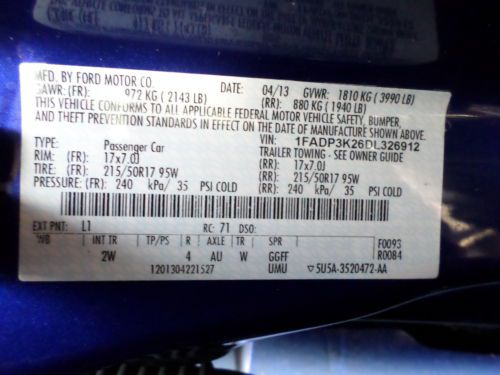 MFD. BY FORD MOTOR CO.
DATE: 04/13 GVWR: 1810 KG ( 3990 LB)
GAWR: (FR): 972 KG ( 2143 LB) (RR): 880 KG ( 1940 LB)
THIS VEHICLE CONFORMS TO ALL APPLICABLE FEDERAL MOTOR VEHICLE SAFETY, BUMPER,
AND THEFT PREVENTION STANDARDS IN EFFECT ON THE DATE OF MANUFACTURE SHOWN ABOVE.
VIN: 1FADP3K26DL326912
TYPE: Passenger Car TRAILER TOWING - SEE OWNER GUIDE
RIM: (FR) 17x7.0J (RR): 17x7.0J
TIRE: (FR): 215/50R17 95W (RR): 215/50R17 95W
PRESSURE: (FR): 240 kPa/ 35 PSI COLD (RR): 240 kPa/ 35 PSI COLD
EXT PNT: L1 RC: 71 DSO:
WB INT TR TP/PS R AXLE TR SPR F0093
2W 4 AU W GGFF R0084
1201304221527 UMU ▽5U5A-3520472-AA